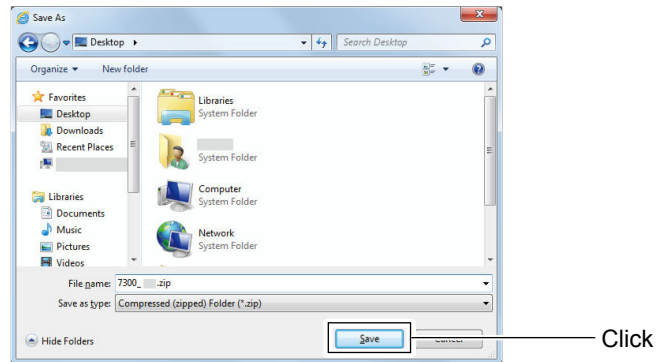 Save As
Desktop
Search Desktop
Organize New folder
Favorites
Desktop
Downloads
Recent Places
Libraries
Documents
Music
Pictures
Videos
Libraries
System Folder
System Folder
Computer
System Folder
Network
System Folder
File name: 7300_ .zip
Save as type: Compressed (zipped) Folder (*.zip)
Hide Folders
Save
Click